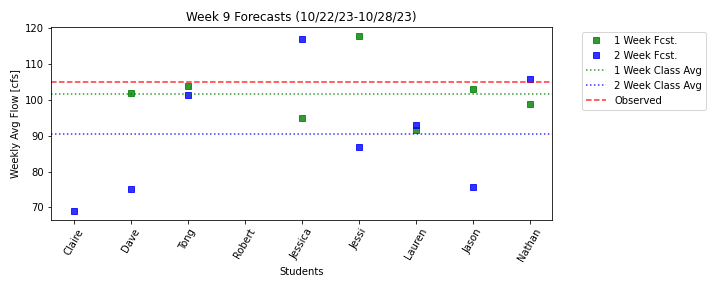 Week 9 Forecasts (10/22/23-10/28/23)
120
110
100
90
80
70
Weekly Avg Flow [cfs]
Claire
Dave
Tong
Robert
Jessica
Jessi
Lauren
Jason
Nathan
Students
1 Week Fcst.
2 Week Fcst.
1 Week Class Avg
2 Week Class Avg
Observed